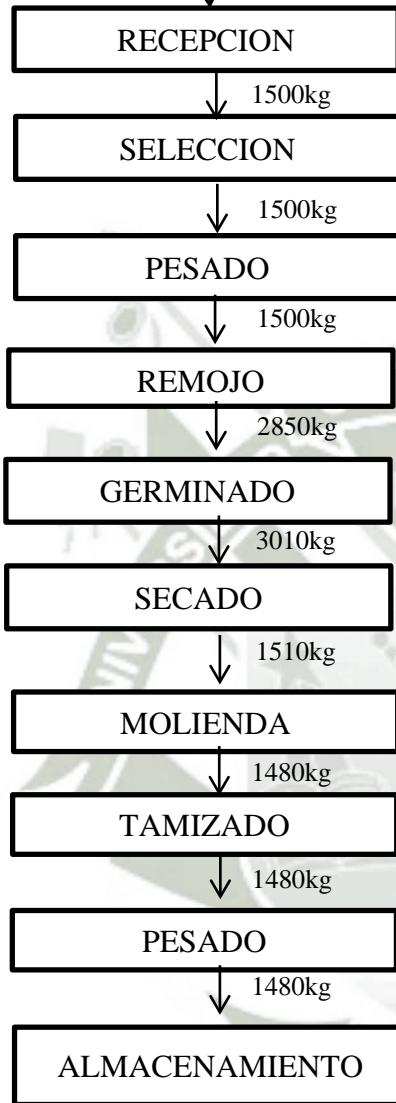 RECEPCION
1500kg
SELECCION
1500kg
PESADO
1500kg
REMOJO
2850kg
GERMINADO
3010kg
SECADO
1510kg
MOLIENDA
1480kg
TAMIZADO
1480kg
PESADO
1480kg
ALMACENAMIENTO